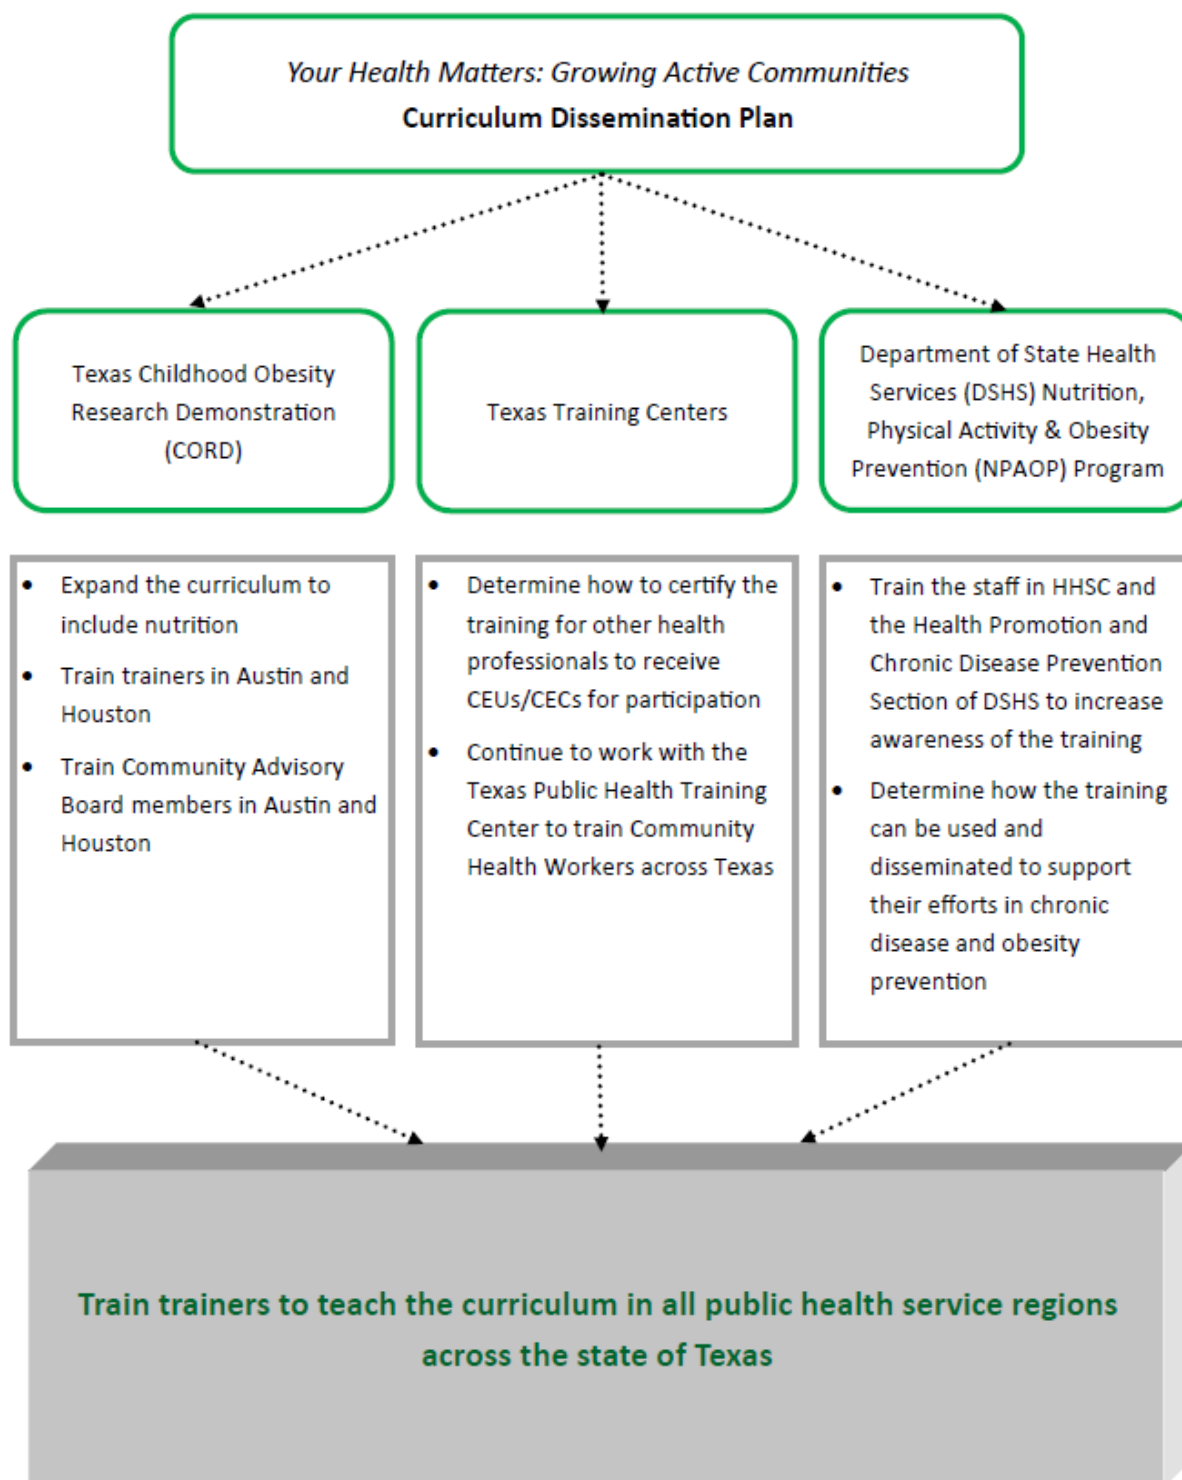 Your Health Matters: Growing Active Communities
Curriculum Dissemination Plan
Texas Childhood Obesity
Research Demonstration
(CORD)
Texas Training Centers
Department of State Health
Services (DSHS) Nutrition,
Physical Activity & Obesity
Prevention (NPAOP) Program
• Expand the curriculum to
include nutrition
• Train trainers in Austin and
Houston
• Train Community Advisory
Board members in Austin and
Houston
• Determine how to certify the
training for other health
professionals to receive
CEUs/CECs for participation
• Continue to work with the
Texas Public Health Training
Center to train Community
Health Workers across Texas
• Train the staff in HHSC and
the Health Promotion and
Chronic Disease Prevention
Section of DSHS to increase
awareness of the training
• Determine how the training
can be used and
disseminated to support
their efforts in chronic
disease and obesity
prevention
Train trainers to teach the curriculum in all public health service regions
across the state of Texas